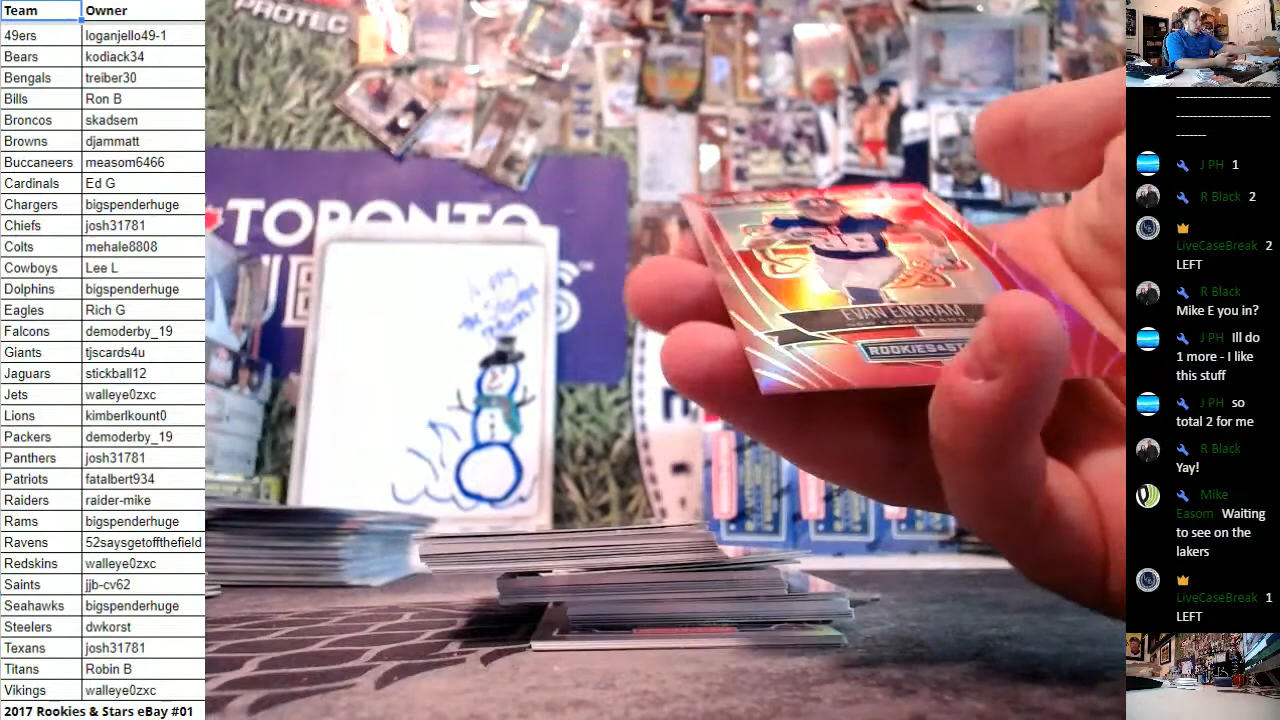 Team Owner
49ers loganjello49-1
Bears kodiack34
Bengals treiber30
Bills Ron B
Broncos skadsem
Browns djammatt
Buccaneers measom6466
Cardinals Ed G
Chargers bigspenderhuge
Chiefs josh31781
Colts mehale8808
Cowboys Lee L
Dolphins bigspenderhuge
Eagles Rich G
Falcons demoderby_19
Giants tjscards4u
Jaguars stickball12
Jets walleye0zxc
Lions kimberlkount0
Packers demoderby_19
Panthers josh31781
Patriots fatalbert934
Raiders raider-mike
Rams bigspenderhuge
Ravens 52saysgetoffthefield
Redskins walleye0zxc
Saints jjb-cv62
Seahawks bigspenderhuge
Steelers dwkorst
Texans josh31781
Titans Robin B
Vikings walleye0zxc
2017 Rookies & Stars eBay #01
PROTEC
TORONTO
EVAN ENGRAM
NEW YORK GIANTS
ROOKIES&ST
---------------------
---------------------
-------
J PH 1
R Black 2
LiveCaseBreak 2
LEFT
R Black
Mike E you in?
J PH Ill do
1 more - I like
this stuff
J PH so
total 2 for me
R Black
Yay!
Mike
Easom Waiting
to see on the
lakers
LiveCaseBreak 1
LEFT